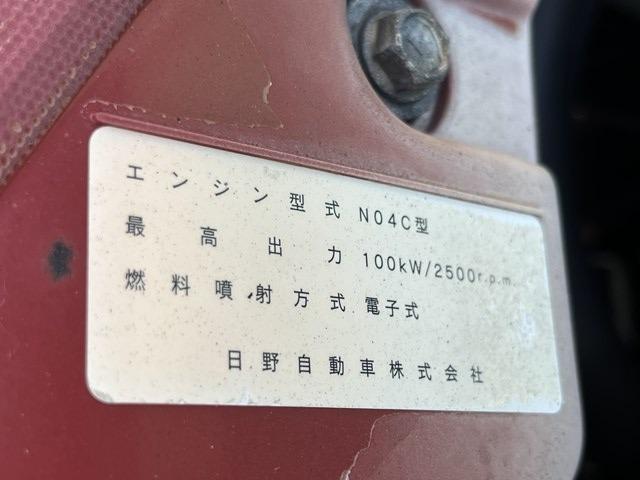 エンジン型式 N04C型
最高出力 100kW/2500r.p.m.
燃料噴射方式 電子式
日野自動車株式会社